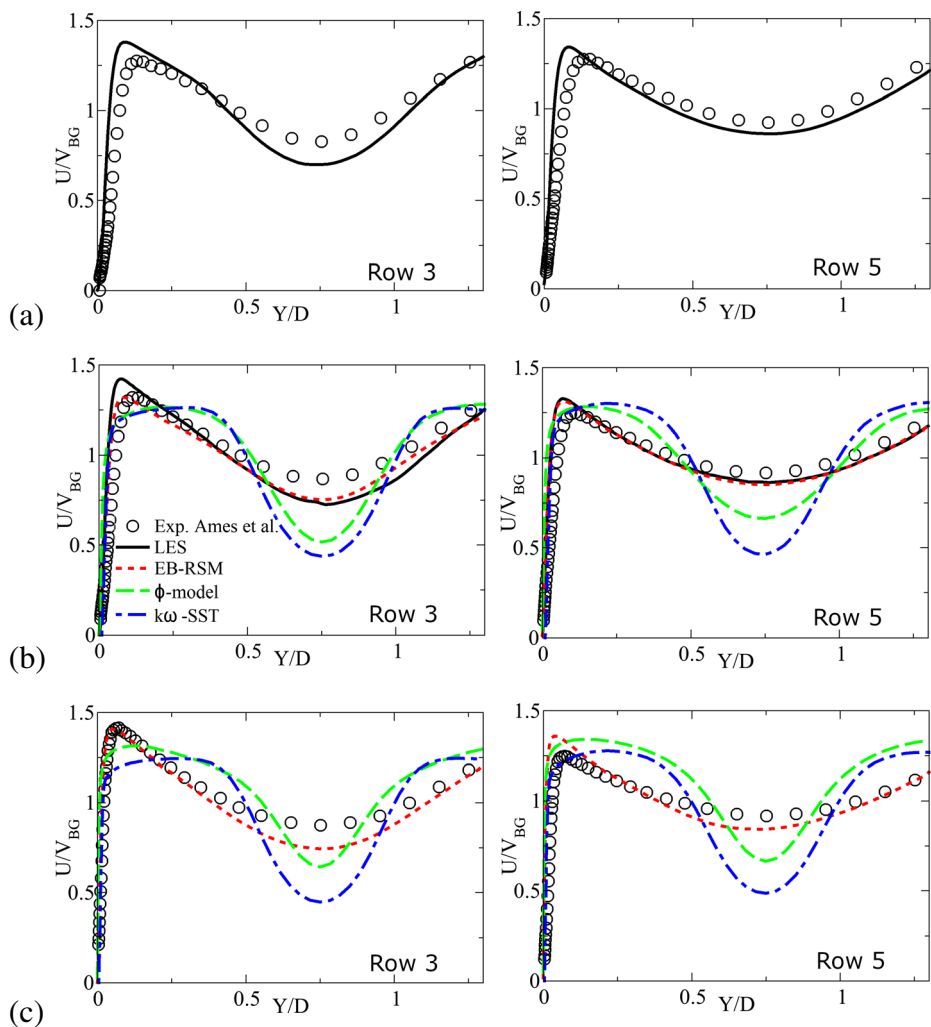 (a)
U/V_BG
1.5
1
0.5
0
0 0.5 1
Y/D
Row 3
U/V_BG
1.5
1
0.5
0
0 0.5 1
Y/D
Row 5
(b)
U/V_BG
1.5
1
0.5
0
0 0.5 1
Y/D
Exp. Ames et al.
LES
EB-RSM
ϕ-model
kω-SST
Row 3
U/V_BG
1.5
1
0.5
0
0 0.5 1
Y/D
Row 5
(c)
U/V_BG
1.5
1
0.5
0
0 0.5 1
Y/D
Row 3
U/V_BG
1.5
1
0.5
0
0 0.5 1
Y/D
Row 5